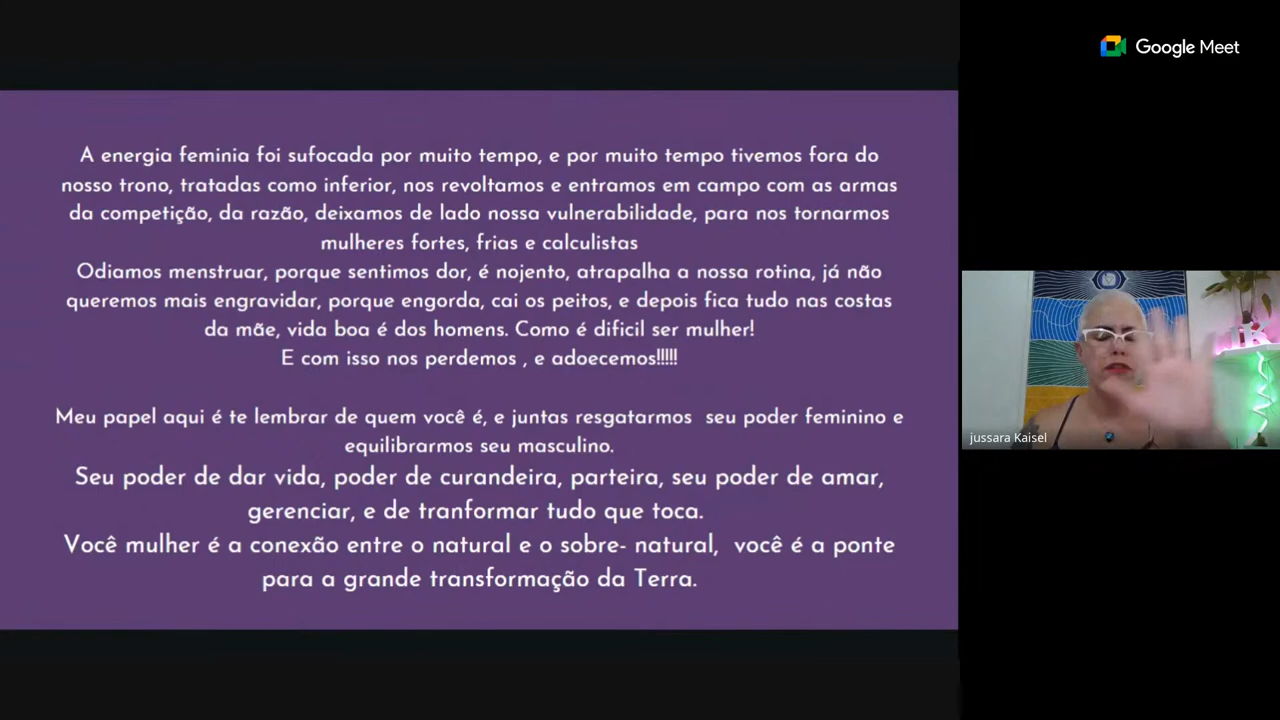 A energia feminia foi sufocada por muito tempo, e por muito tempo tivemos fora do
nosso trono, tratadas como inferior, nos revoltamos e entramos em campo com as armas
da competição, da razão, deixamos de lado nossa vulnerabilidade, para nos tornarmos
mulheres fortes, frias e calculistas
Odiamos menstruar, porque sentimos dor, é nojento, atrapalha a nossa rotina, já não
queremos mais engravidar, porque engorda, cai os peitos, e depois fica tudo nas costas
da mãe, vida boa é dos homens. Como é dificil ser mulher!
E com isso nos perdemos , e adoecemos!!!!!
Meu papel aqui é te lembrar de quem você é, e juntas resgatarmos seu poder feminino e
equilibrarmos seu masculino.
Seu poder de dar vida, poder de curandeira, parteira, seu poder de amar,
gerenciar, e de tranformar tudo que toca.
Você mulher é a conexão entre o natural e o sobre- natural, você é a ponte
para a grande transformação da Terra.
Google Meet
jussara Kaisel